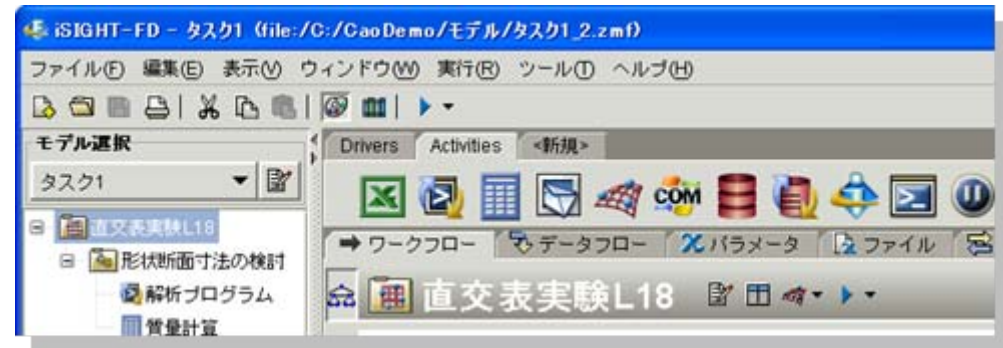 iSIGHT-FD - タスク1 (file:/C:/CaoDemo/モデル/タスク1_2.zmf)
ファイル(F) 編集(E) 表示(V) ウィンドウ(W) 実行(R) ツール(T) ヘルプ(H)
モデル選択
タスク1
直交表実験L18
形状断面寸法の検討
解析プログラム
質量計算
Drivers Activities <新規>
COM
ワークフロー データフロー パラメータ ファイル
直交表実験L18